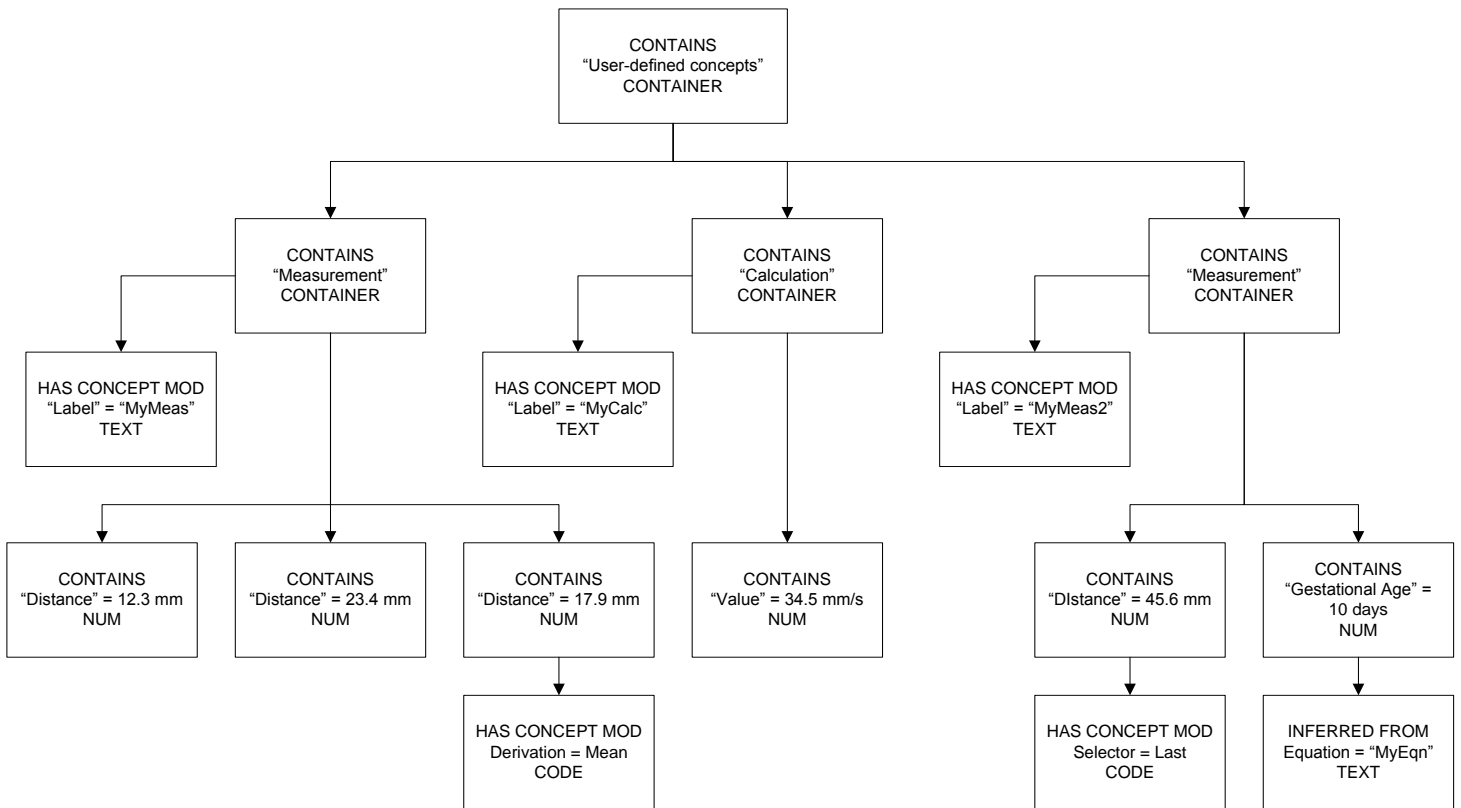 CONTAINS
“User-defined concepts”
CONTAINER
CONTAINS
“Measurement”
CONTAINER
CONTAINS
“Calculation”
CONTAINER
CONTAINS
“Measurement”
CONTAINER
HAS CONCEPT MOD
“Label” = “MyMeas”
TEXT
HAS CONCEPT MOD
“Label” = “MyCalc”
TEXT
HAS CONCEPT MOD
“Label” = “MyMeas2”
TEXT
CONTAINS
“Distance” = 12.3 mm
NUM
CONTAINS
“Distance” = 23.4 mm
NUM
CONTAINS
“Distance” = 17.9 mm
NUM
CONTAINS
“Value” = 34.5 mm/s
NUM
CONTAINS
“DIstance” = 45.6 mm
NUM
CONTAINS
“Gestational Age” =
10 days
NUM
HAS CONCEPT MOD
Derivation = Mean
CODE
HAS CONCEPT MOD
Selector = Last
CODE
INFERRED FROM
Equation = “MyEqn”
TEXT